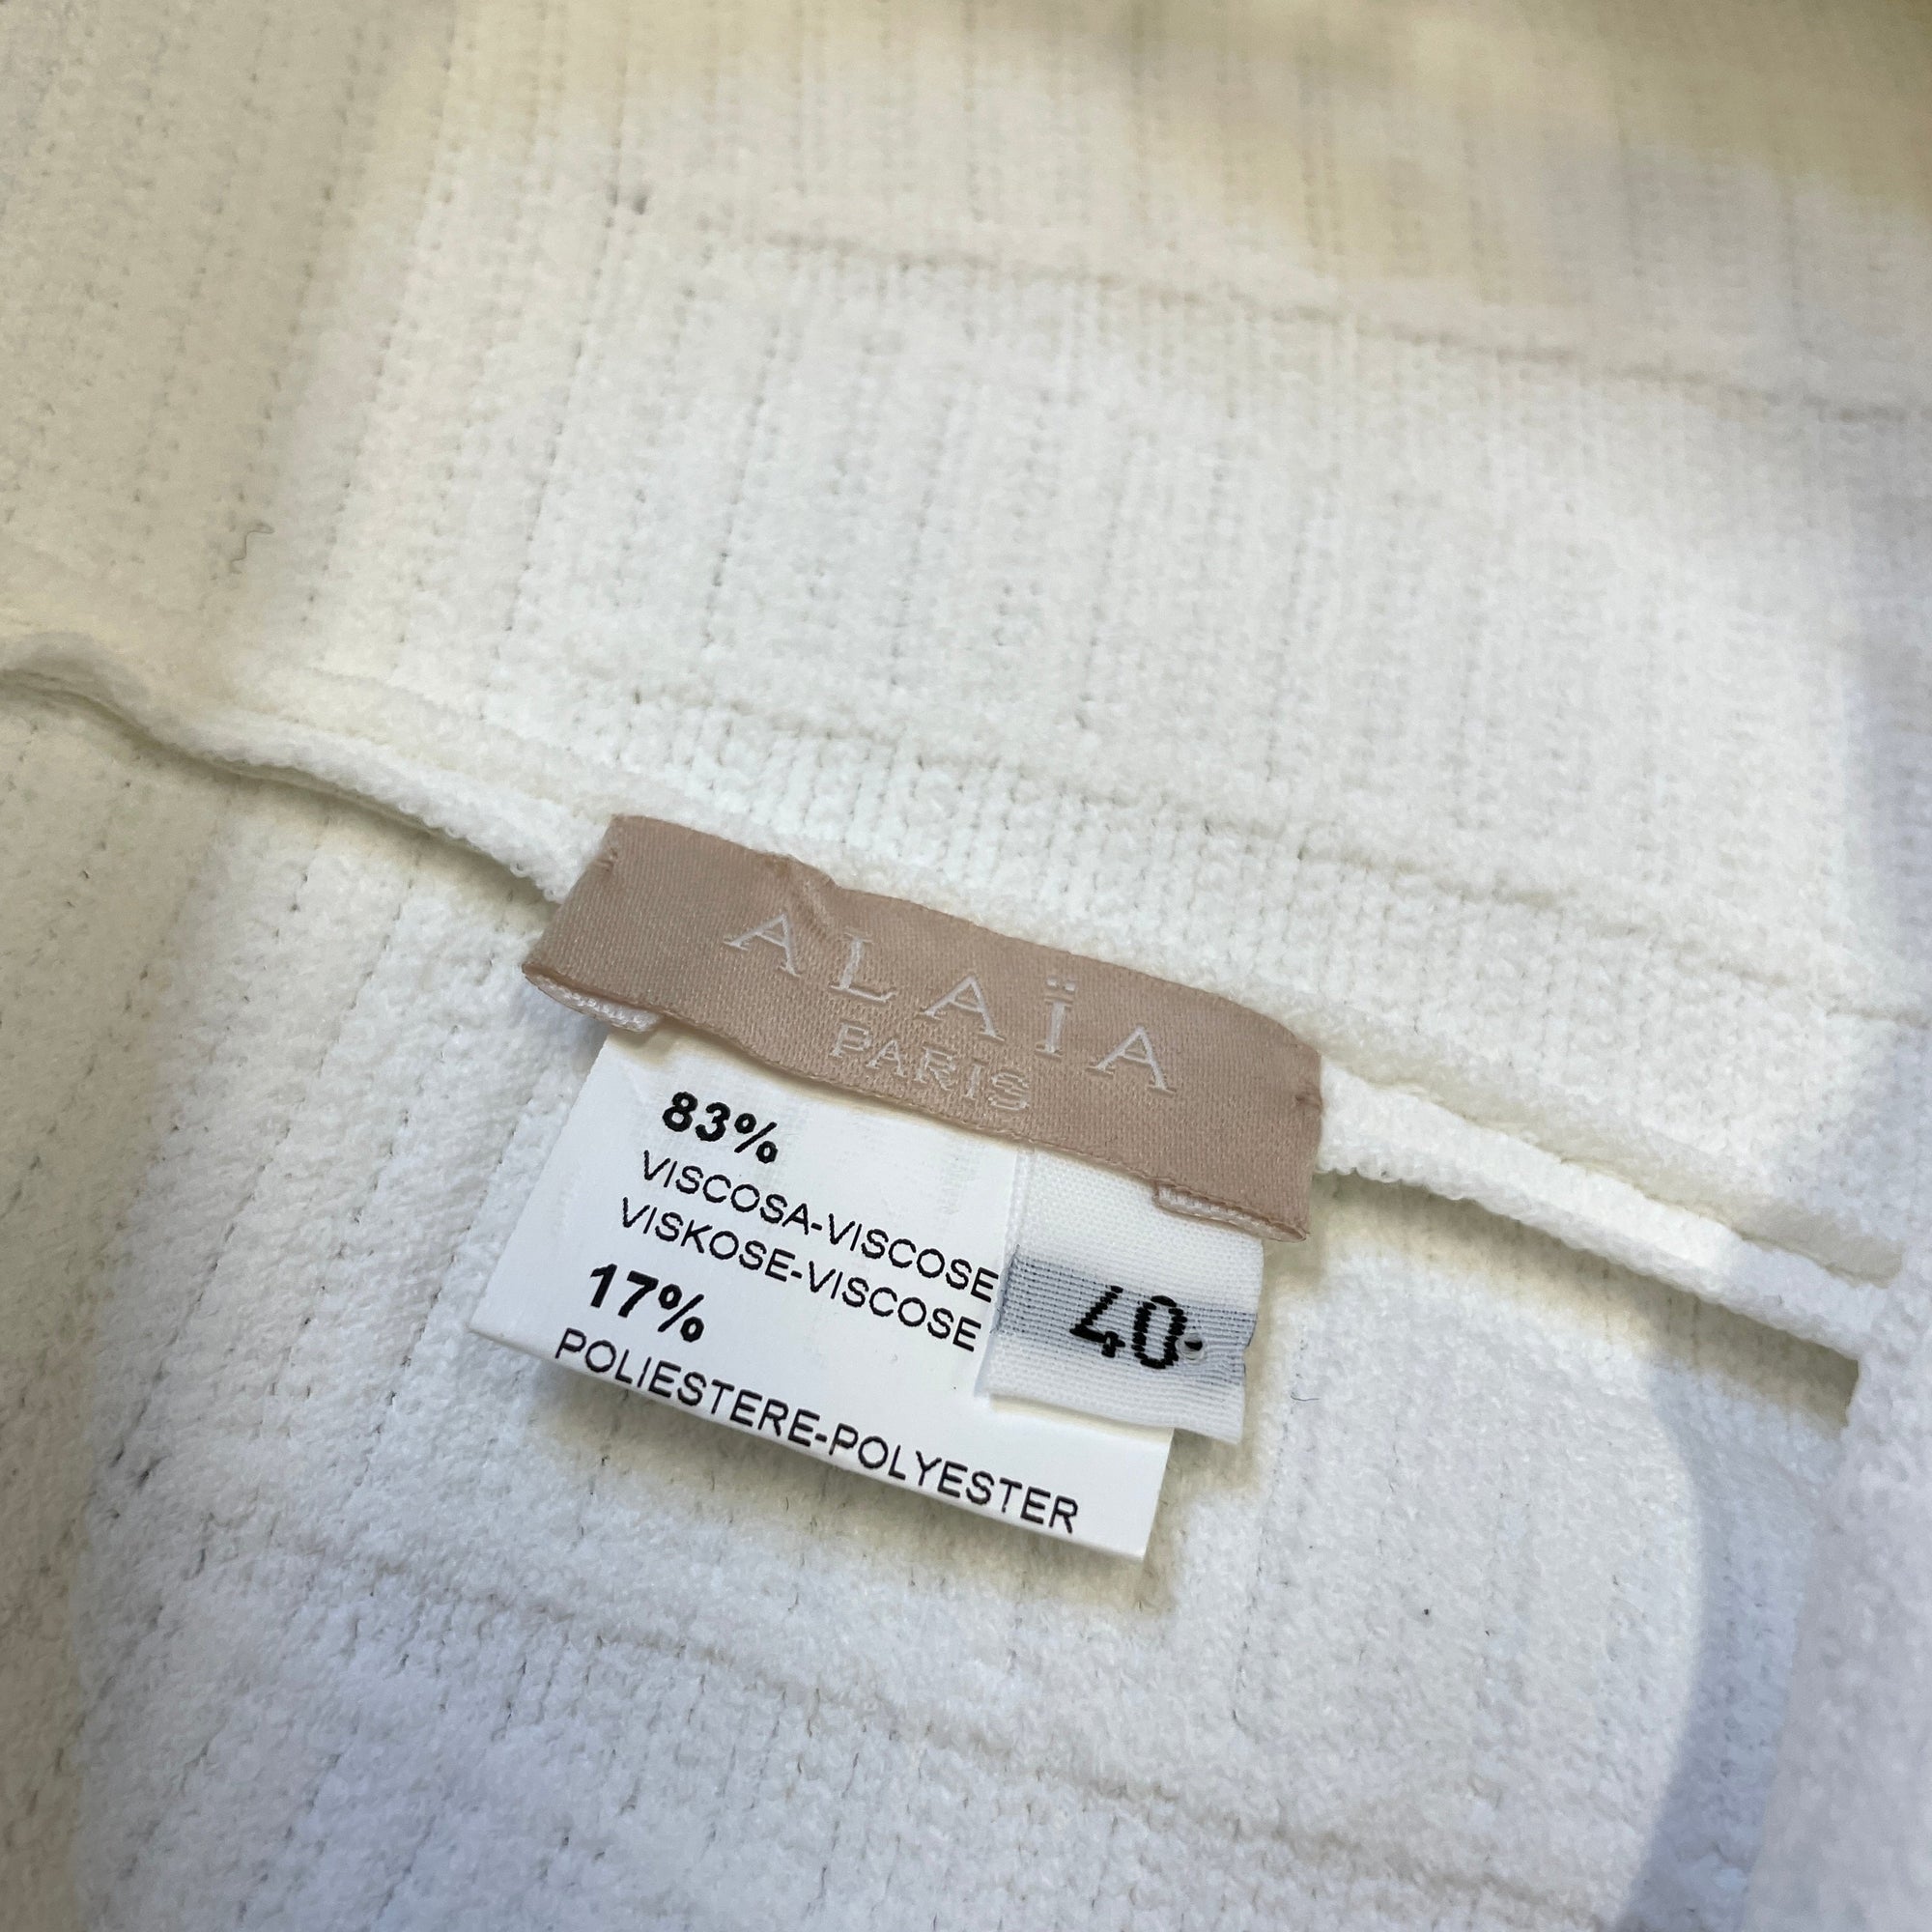 ALAÏA
PARIS
83%
VISCOSA-VISCOSE
VISKOSE-VISCOSE
17%
POLIESTERE-POLYESTER
40